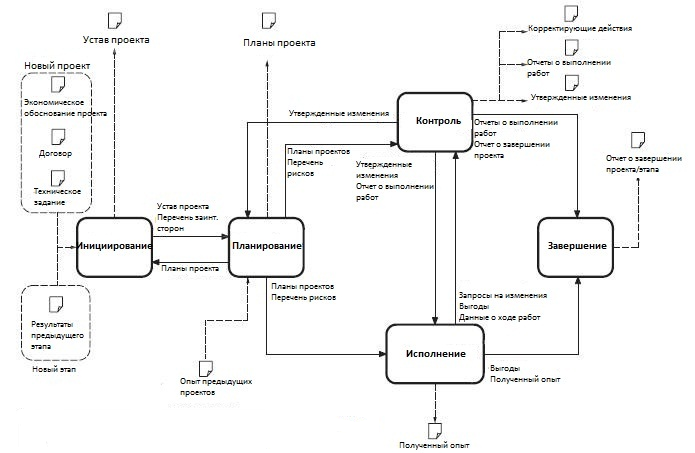 Устав проекта
Планы проекта
Корректирующие действия
Отчеты о выполнении
работ
Утвержденные изменения
Новый проект
Экономическое
обоснование проекта
Договор
Техническое
задание
Инициирование
Устав проекта
Перечень заинт.
сторон
Планы проекта
Планирование
Утвержденные изменения
Планы проектов
Перечень
рисков
Контроль
Утвержденные
изменения
Отчет о выполнении
работ
Отчеты о выполнении
работ
Отчет о завершении
проекта
Отчет о завершении
проекта/этапа
Завершение
Планы проектов
Перечень рисков
Запросы на изменения
Выгоды
Данные о ходе работ
Результаты
предыдущего
этапа
Новый этап
Опыт предыдущих
проектов
Исполнение
Выгоды
Полученный опыт
Полученный опыт